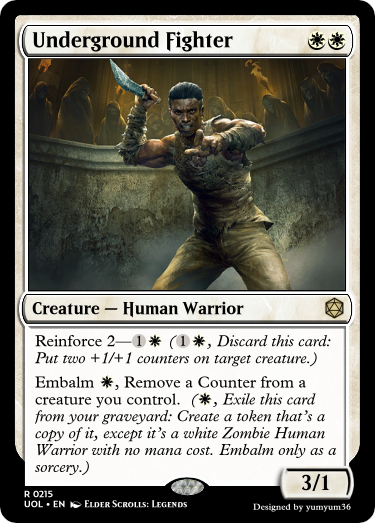 Underground Fighter
Creature — Human Warrior
Reinforce 2—1 (1, Discard this card:
Put two +1/+1 counters on target creature.)
Embalm , Remove a Counter from a
creature you control. (, Exile this card
from your graveyard: Create a token that's a
copy of it, except it's a white Zombie Human
Warrior with no mana cost. Embalm only as a
sorcery.)
3/1
R 0215
UOL • EN Elder Scrolls: Legends
Designed by yumyum36